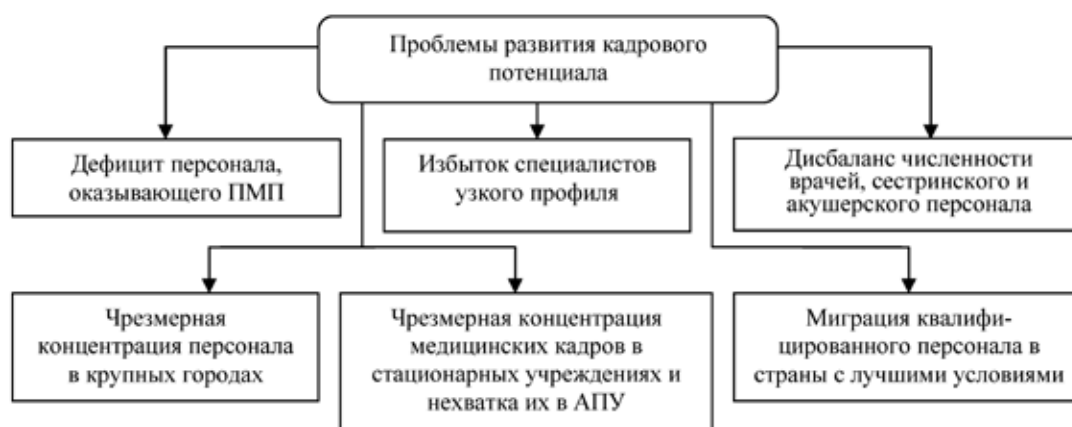 Проблемы развития кадрового
потенциала
Дефицит персонала,
оказывающего ПМП
Избыток специалистов
узкого профиля
Дисбаланс численности
врачей, сестринского и
акушерского персонала
Чрезмерная
концентрация персонала
в крупных городах
Чрезмерная концентрация
медицинских кадров в
стационарных учреждениях и
нехватка их в АПУ
Миграция квалифи-
цированного персонала в
страны с лучшими условиями